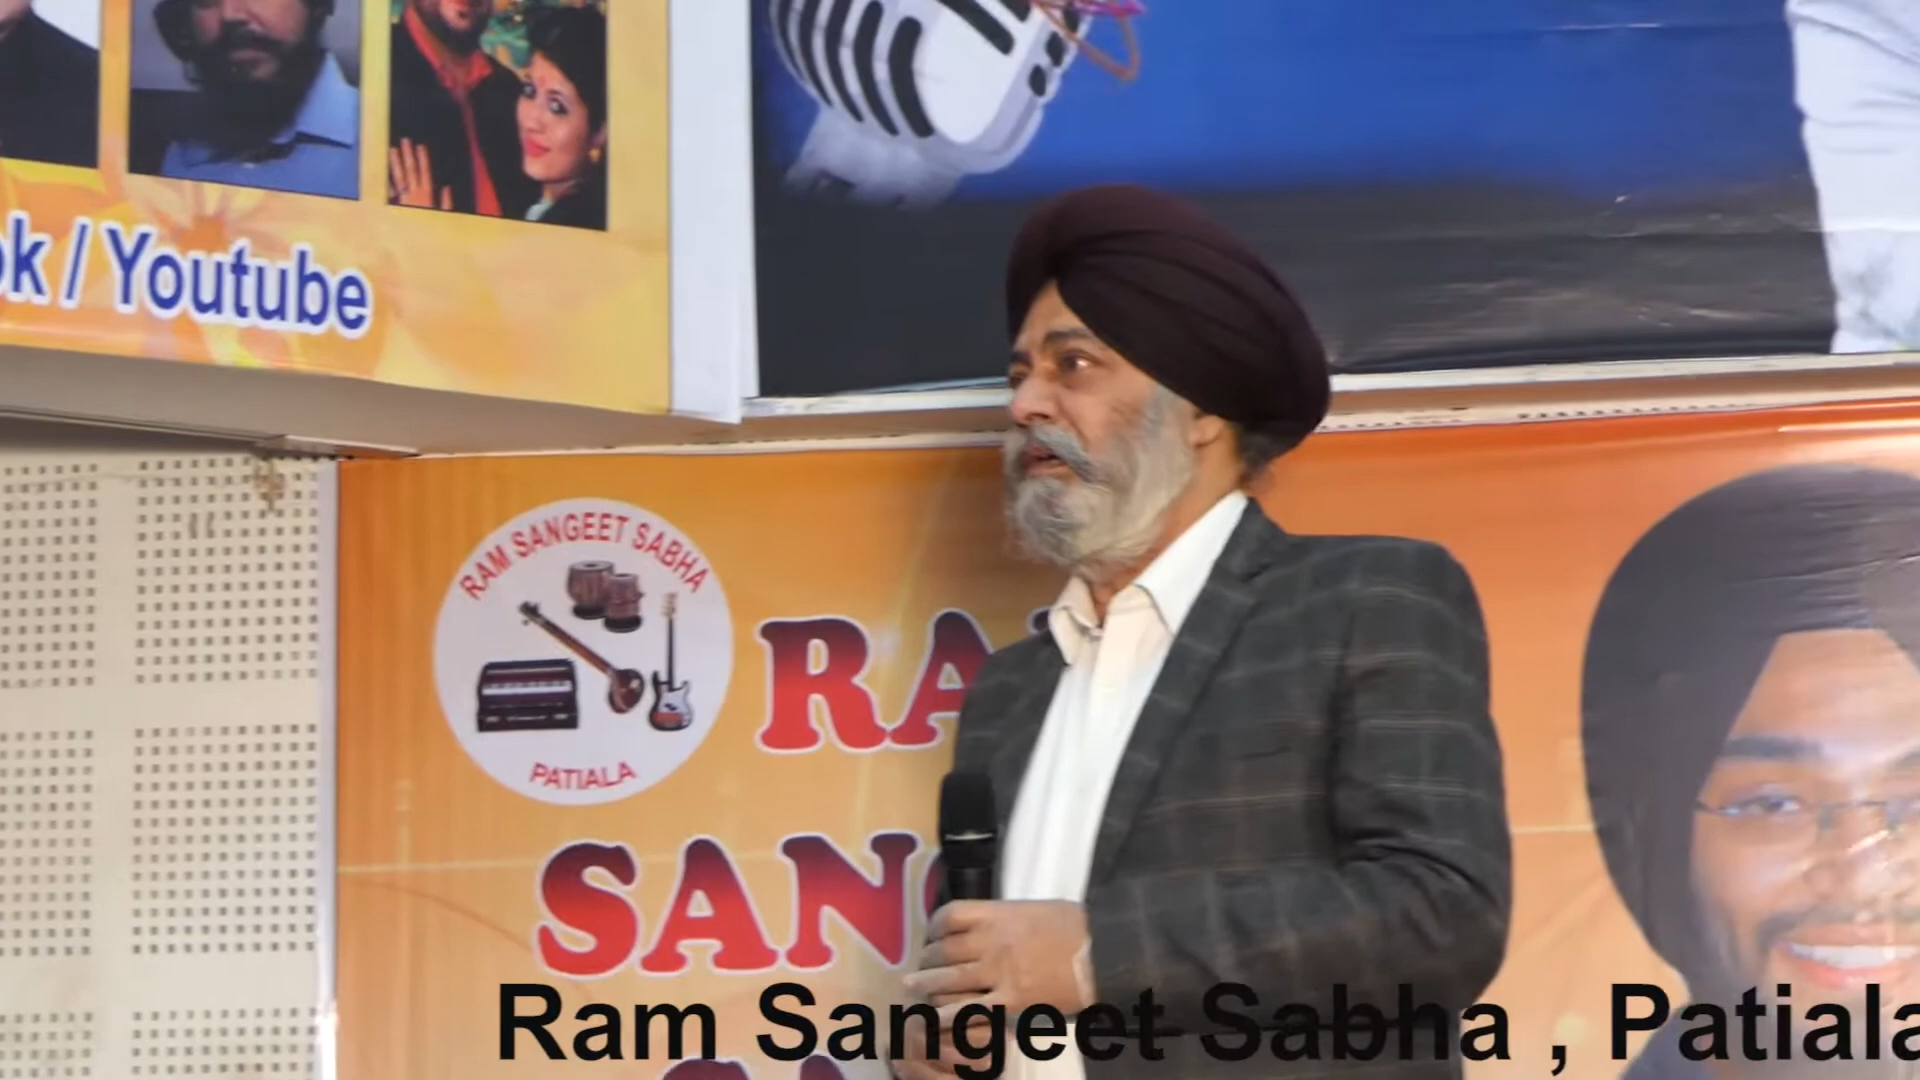 ok / Youtube
RAM SANGEET SABHA
PATIALA
RA
SAN
Ram Sangeet Sabha , Patiala